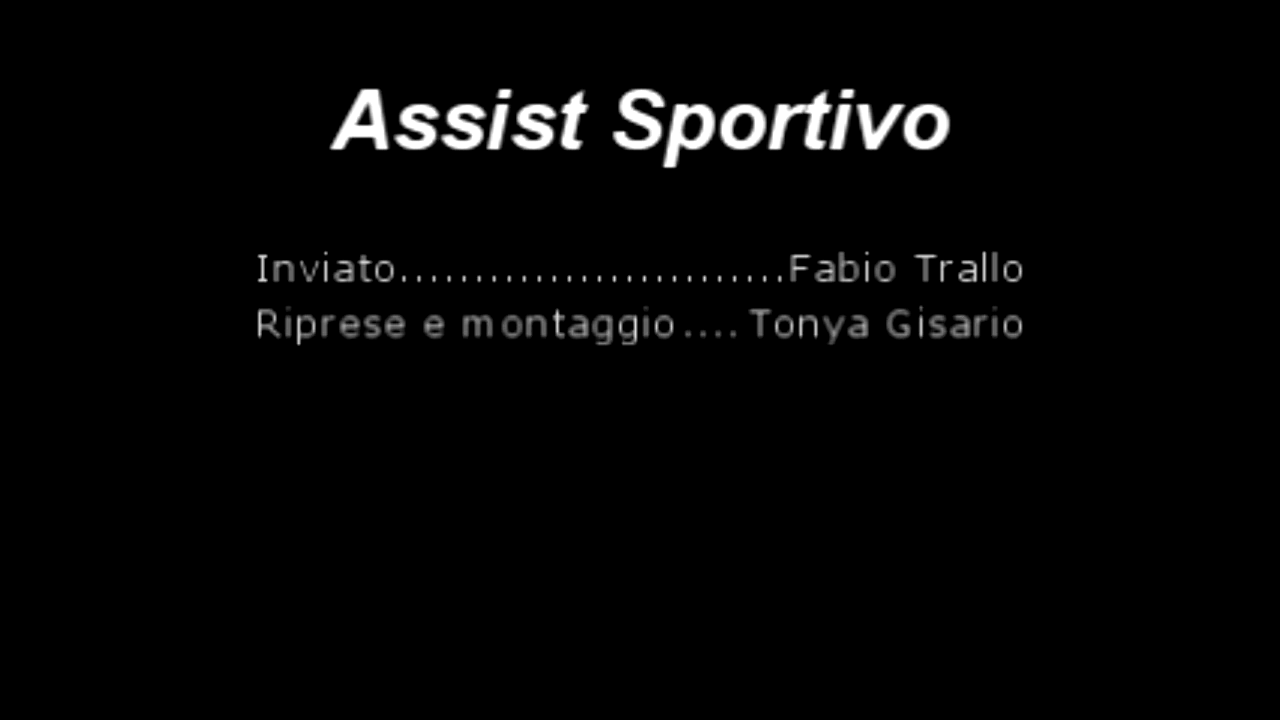 Assist Sportivo
Inviato..........................Fabio Trallo
Riprese e montaggio.... Tonya Gisario